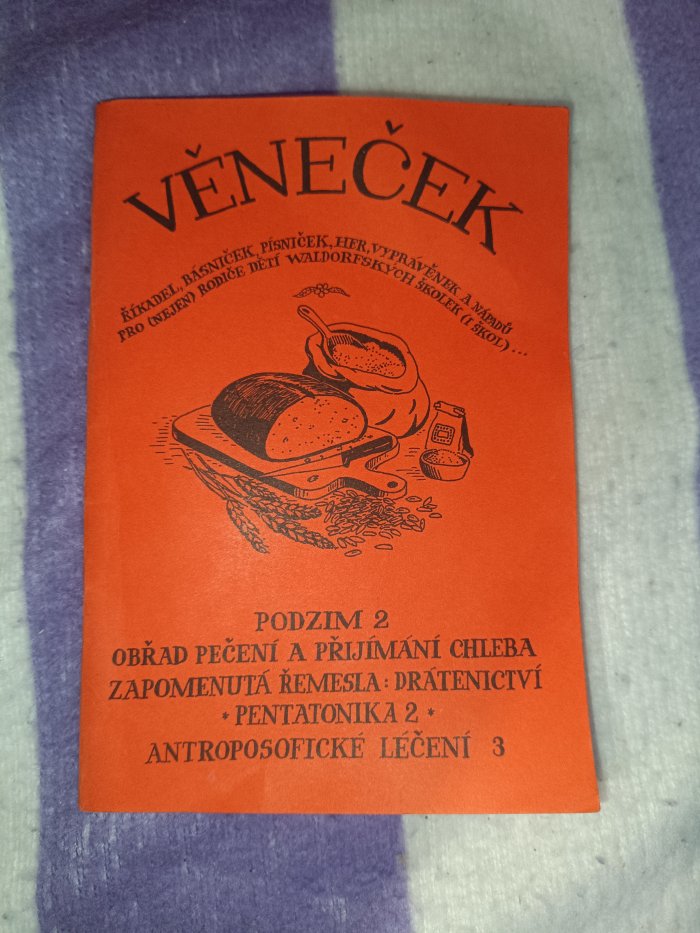 VĚNEČEK
ŘÍKADEL, BÁSNIČEK, PÍSNIČEK, HER, VYPRÁVĚNEK A NÁPADŮ
PRO (NEJEN) RODIČE DĚTÍ WALDORFSKÝCH ŠKOLEK (I ŠKOL)...
PODZIM 2
OBŘAD PEČENÍ A PŘIJÍMÁNÍ CHLEBA
ZAPOMENUTÁ ŘEMESLA: DRÁTENICTVÍ
* PENTATONIKA 2 *
ANTROPOSOFICKÉ LÉČENÍ 3